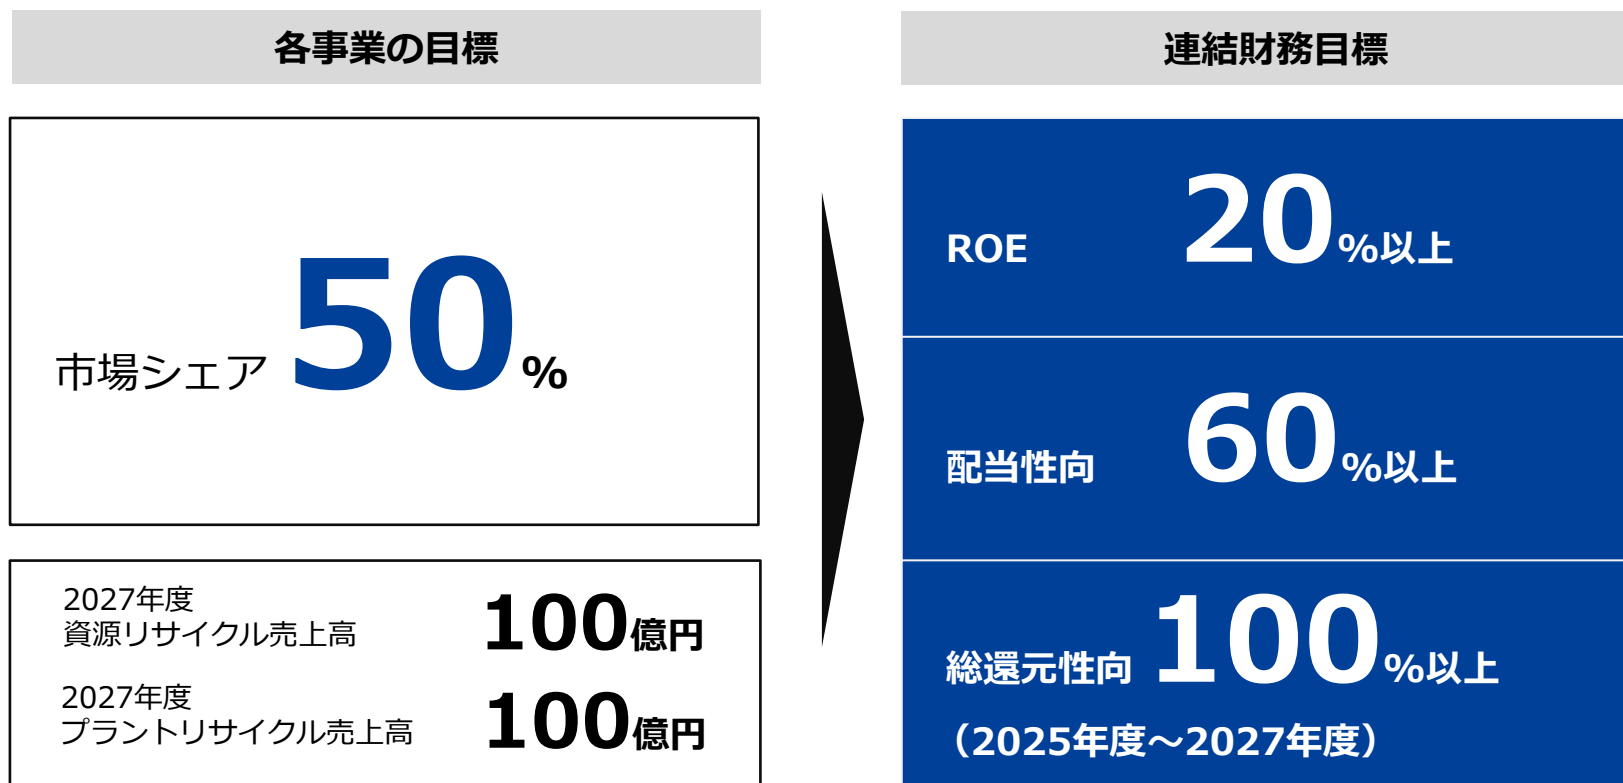 各事業の目標
市場シェア 50%
2027年度
資源リサイクル売上高 100億円
2027年度
プラントリサイクル売上高 100億円
連結財務目標
ROE 20%以上
配当性向 60%以上
総還元性向 100%以上
（2025年度～2027年度）